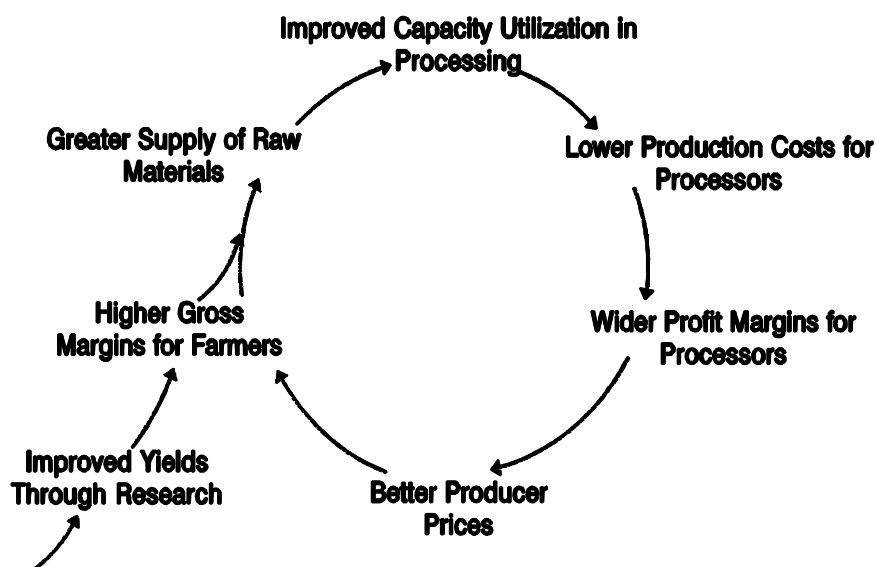 Improved Capacity Utilization in
Processing
Greater Supply of Raw
Materials
Lower Production Costs for
Processors
Higher Gross
Margins for Farmers
Wider Profit Margins for
Processors
Improved Yields
Through Research
Better Producer
Prices